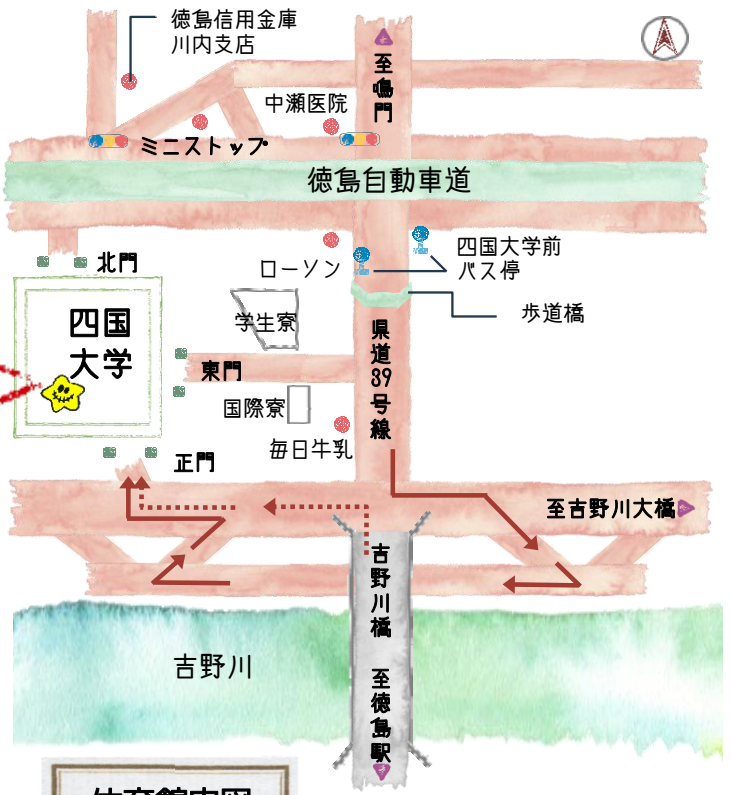 徳島信用金庫
川内支店
至鳴門
中瀬医院
ミニストップ
徳島自動車道
四国大学前
バス停
ローソン
北門
歩道橋
四国
大学
学生寮
県道39号線
東門
国際寮
毎日牛乳
正門
至吉野川大橋
吉野川橋
吉野川
至徳島駅